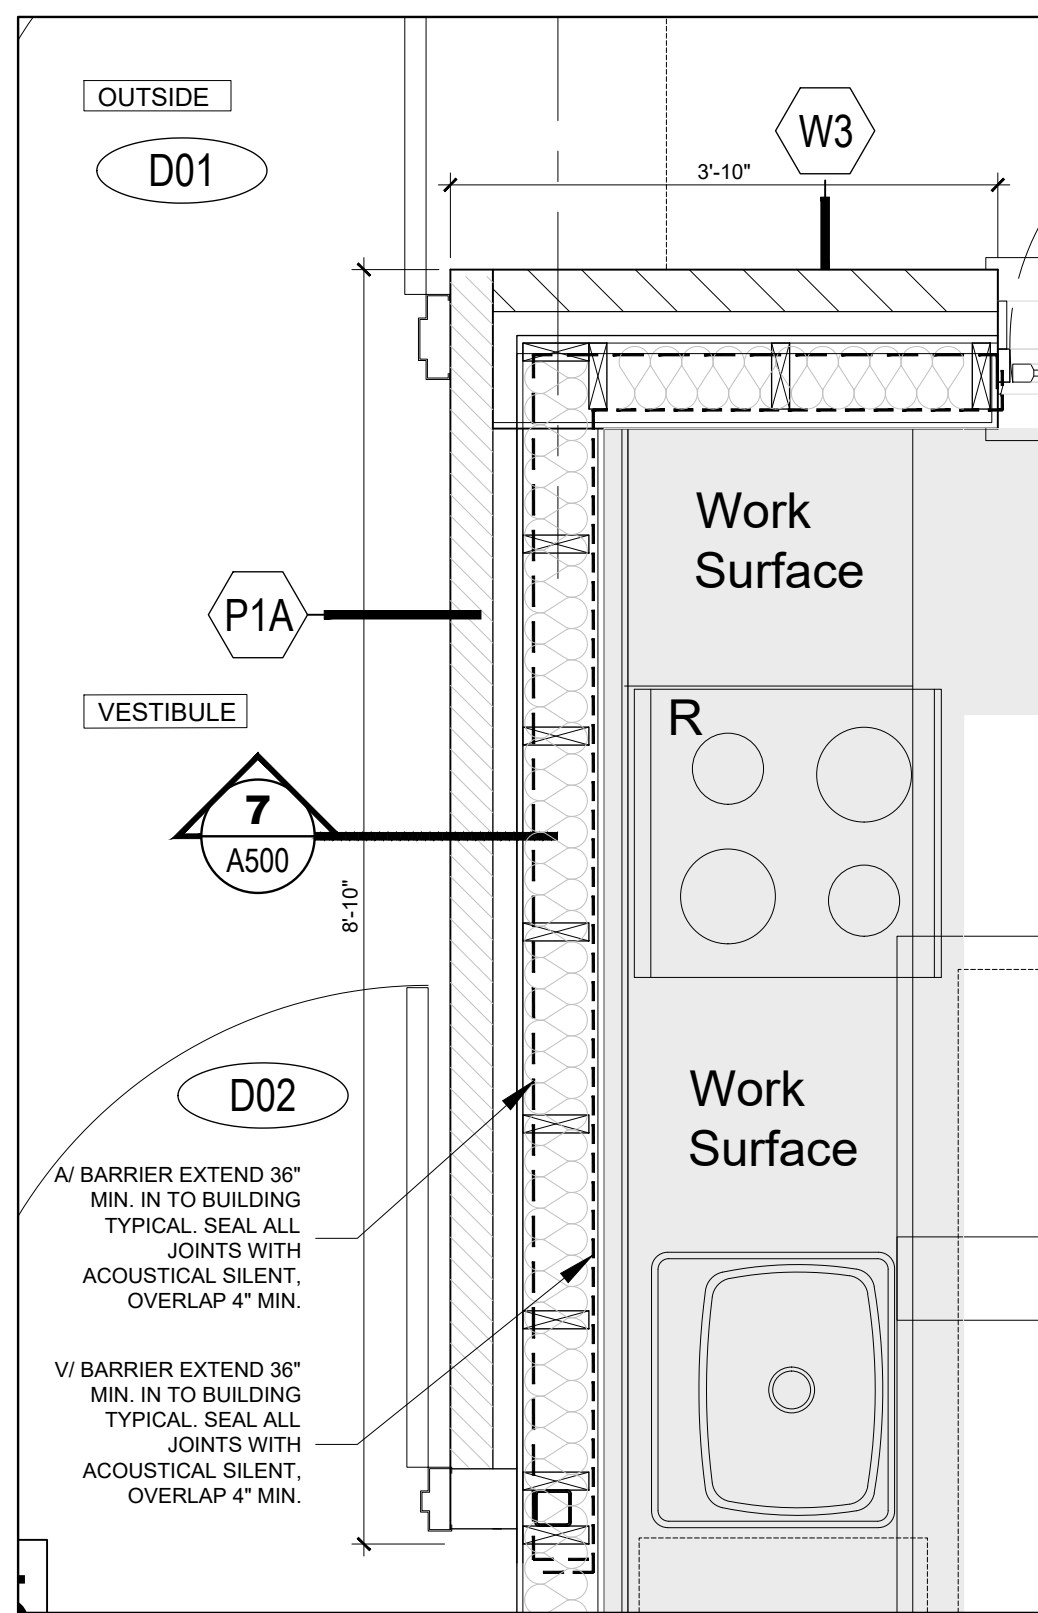 OUTSIDE
D01
W3
3'-10"
Work
Surface
P1A
VESTIBULE
R
7
A500
8'-10"
D02
Work
Surface
A/ BARRIER EXTEND 36"
MIN. IN TO BUILDING
TYPICAL. SEAL ALL
JOINTS WITH
ACOUSTICAL SILENT,
OVERLAP 4" MIN.
V/ BARRIER EXTEND 36"
MIN. IN TO BUILDING
TYPICAL. SEAL ALL
JOINTS WITH
ACOUSTICAL SILENT,
OVERLAP 4" MIN.